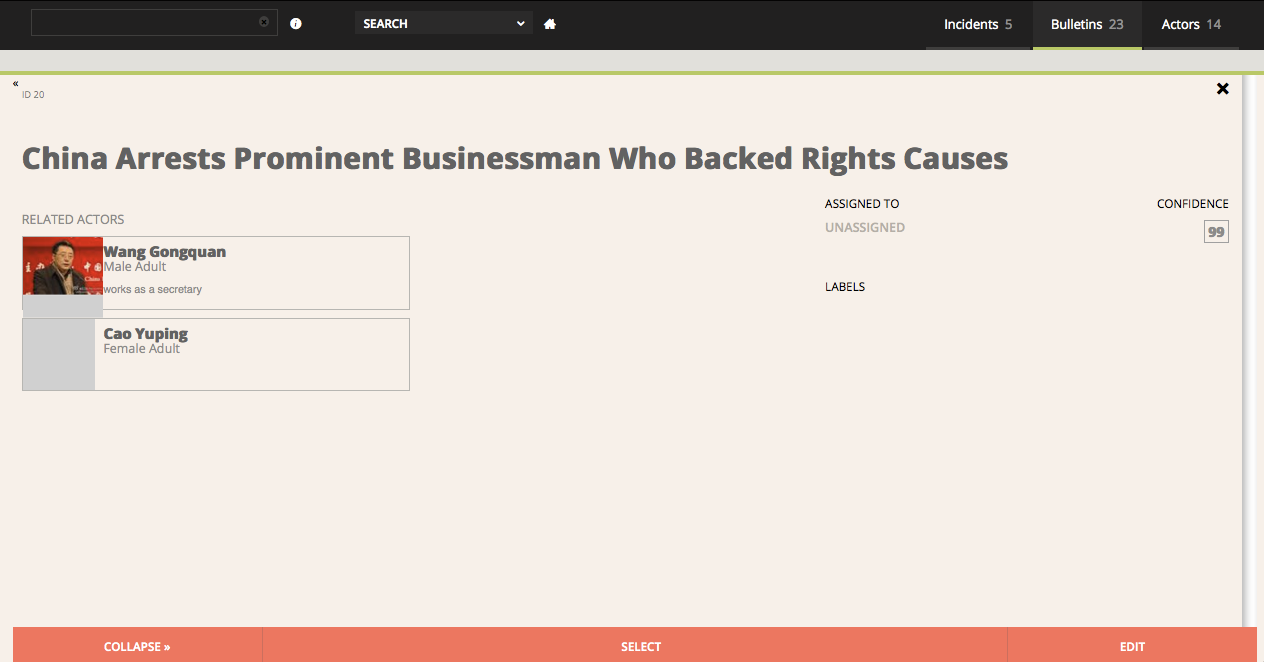 SEARCH
Incidents 5
Bulletins 23
Actors 14
«
ID 20
China Arrests Prominent Businessman Who Backed Rights Causes
RELATED ACTORS
Wang Gongquan
Male Adult
works as a secretary
Cao Yuping
Female Adult
ASSIGNED TO
UNASSIGNED
CONFIDENCE
99
LABELS
COLLAPSE »
SELECT
EDIT